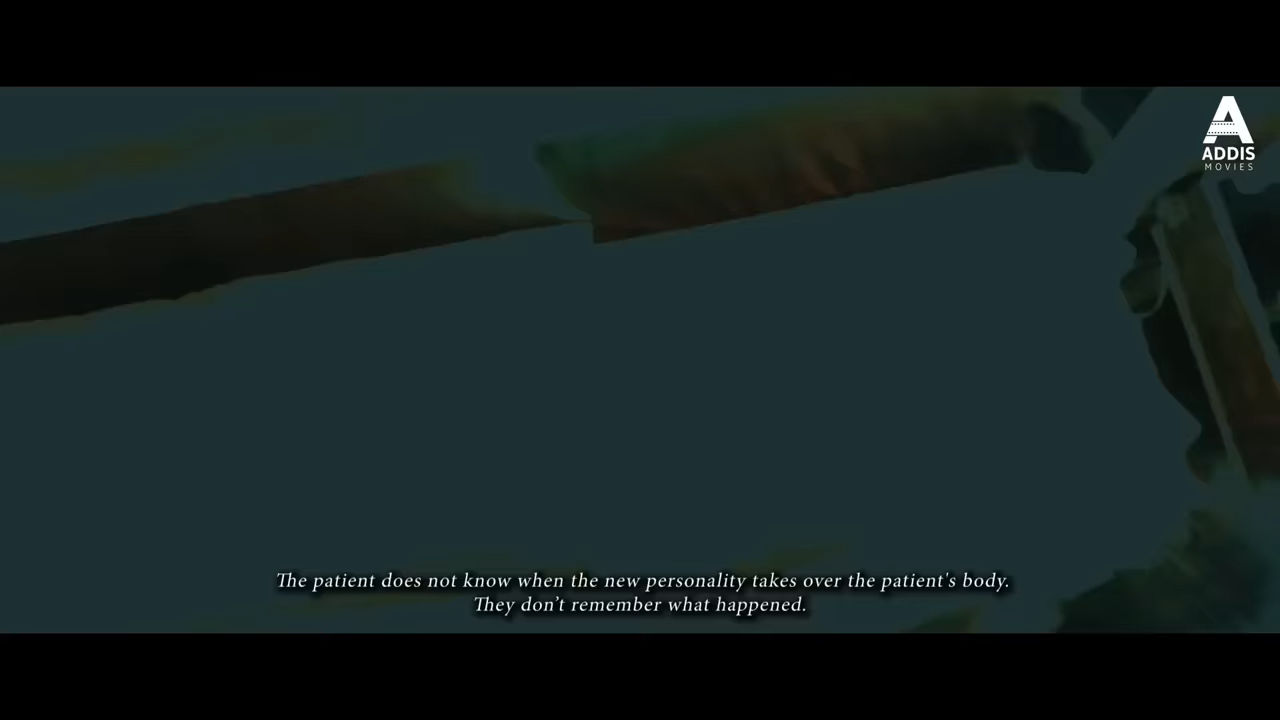 A
ADDIS
MOVIES
The patient does not know when the new personality takes over the patient's body.
They don’t remember what happened.